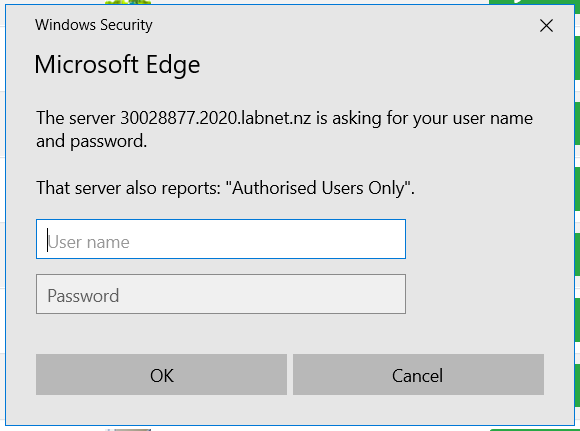 Windows Security
Microsoft Edge
The server 30028877.2020.labnet.nz is asking for your user name
and password.
That server also reports: "Authorised Users Only".
User name
Password
OK
Cancel